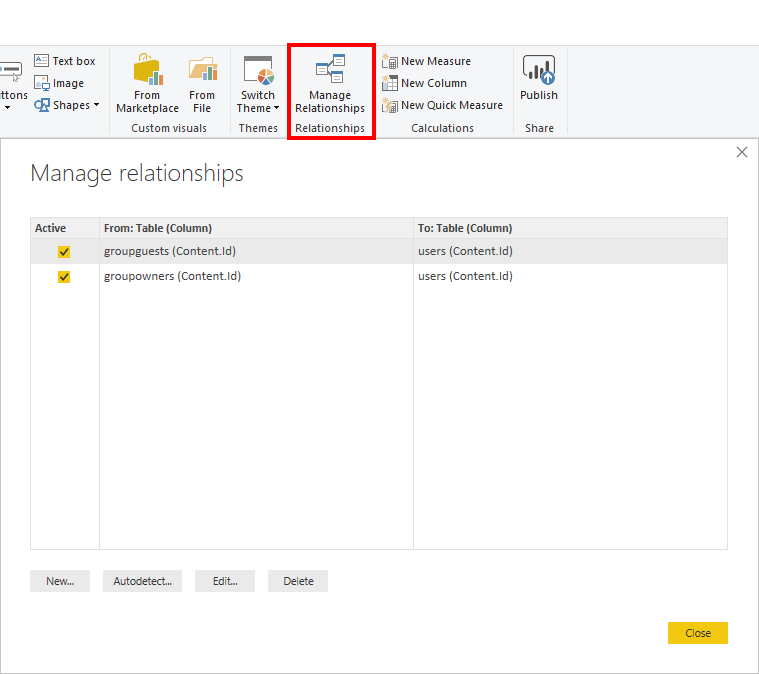 Text box
Image
Shapes
ttons
From
Marketplace
From
File
Custom visuals
Switch
Theme
Themes
Manage
Relationships
Relationships
New Measure
New Column
New Quick Measure
Calculations
Publish
Share
Manage relationships
Active From: Table (Column) To: Table (Column)
groupguests (Content.Id) users (Content.Id)
groupowners (Content.Id) users (Content.Id)
New... Autodetect... Edit... Delete
Close